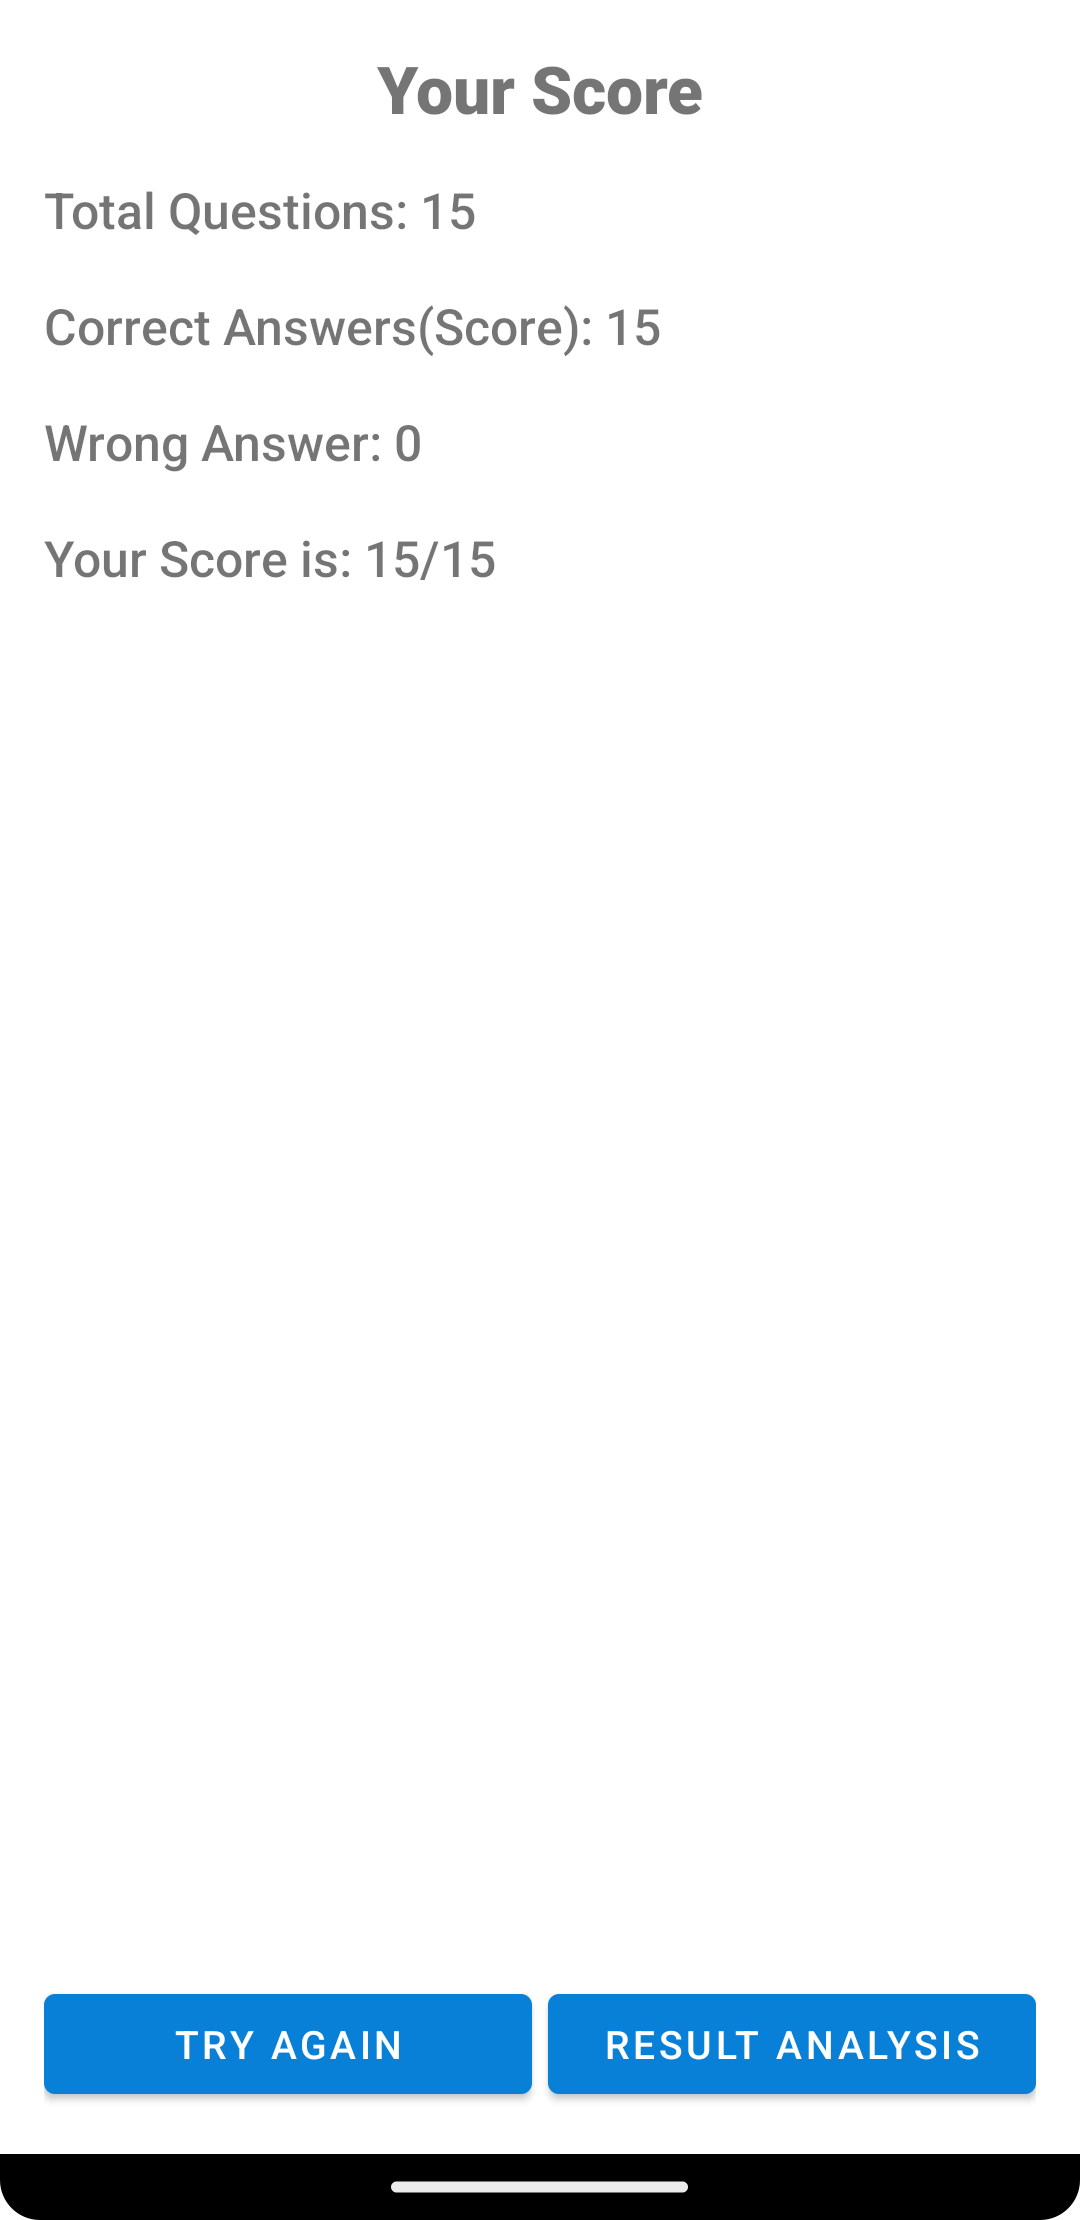 Your Score
Total Questions: 15
Correct Answers(Score): 15
Wrong Answer: 0
Your Score is: 15/15
TRY AGAIN
RESULT ANALYSIS